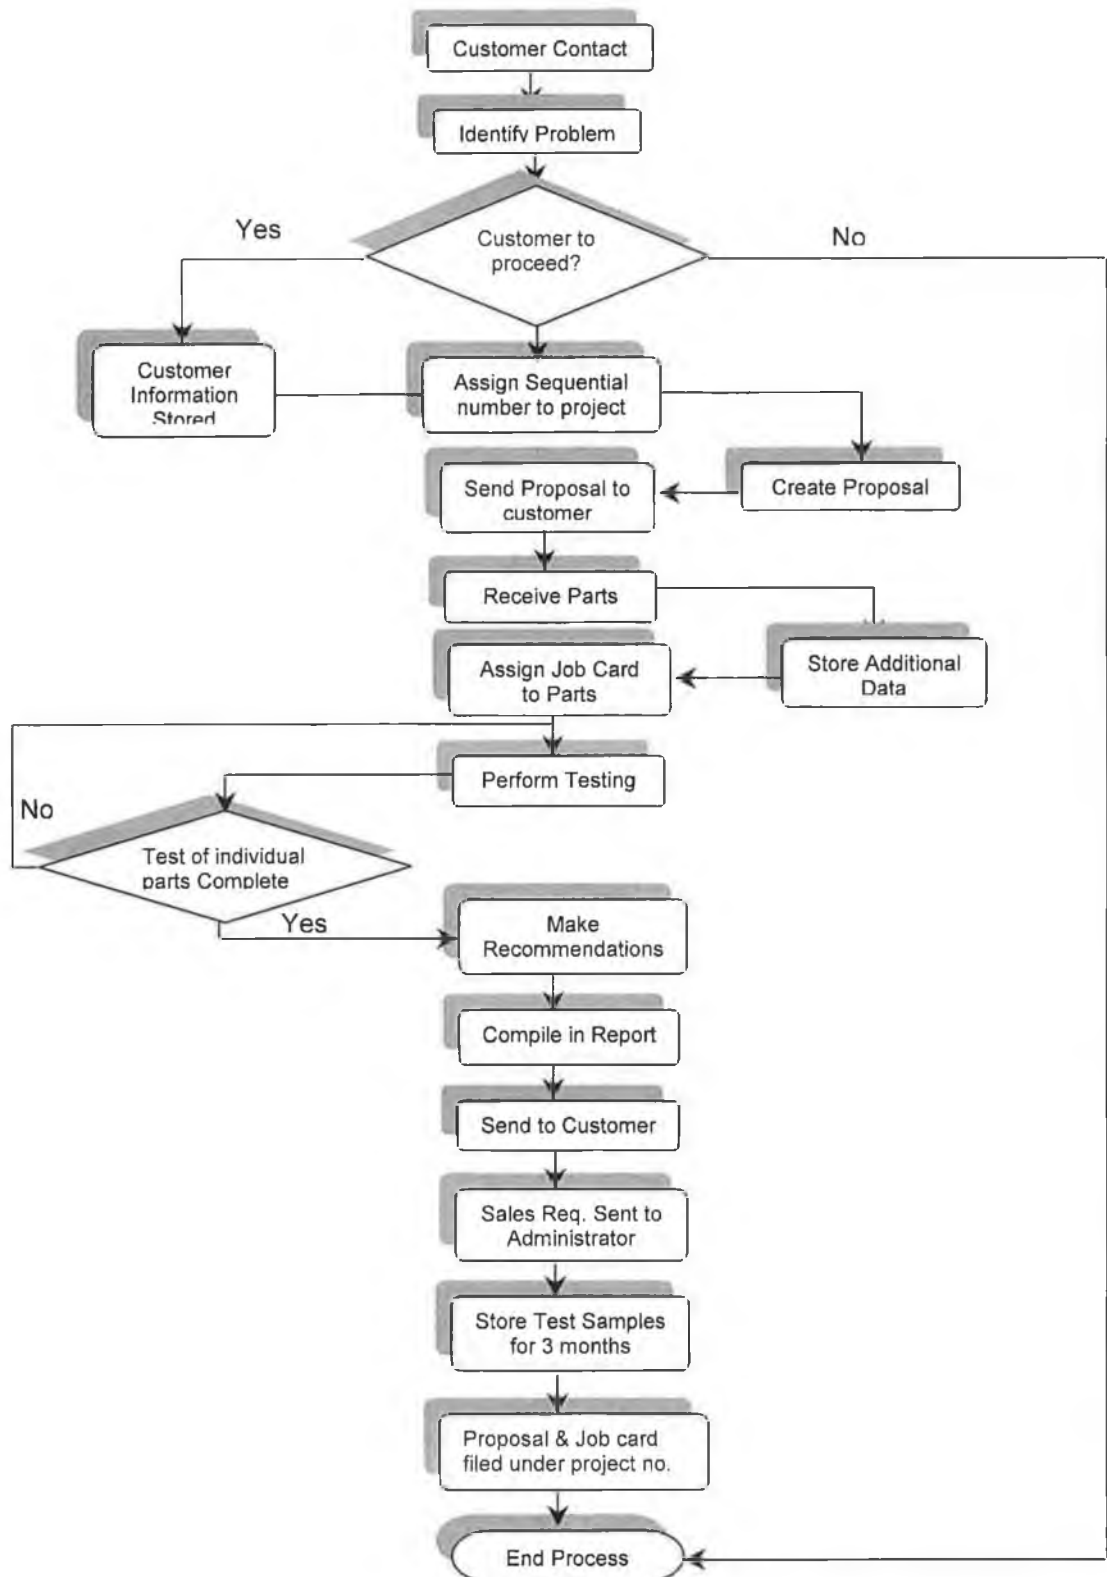 Customer Contact
Identify Problem
Yes
Customer to
proceed?
No
Customer
Information
Stored
Assign Sequential
number to project
Send Proposal to
customer
Create Proposal
Receive Parts
Assign Job Card
to Parts
Store Additional
Data
Perform Testing
No
Test of individual
parts Complete
Yes
Make
Recommendations
Compile in Report
Send to Customer
Sales Req. Sent to
Administrator
Store Test Samples
for 3 months
Proposal & Job card
filed under project no.
End Process